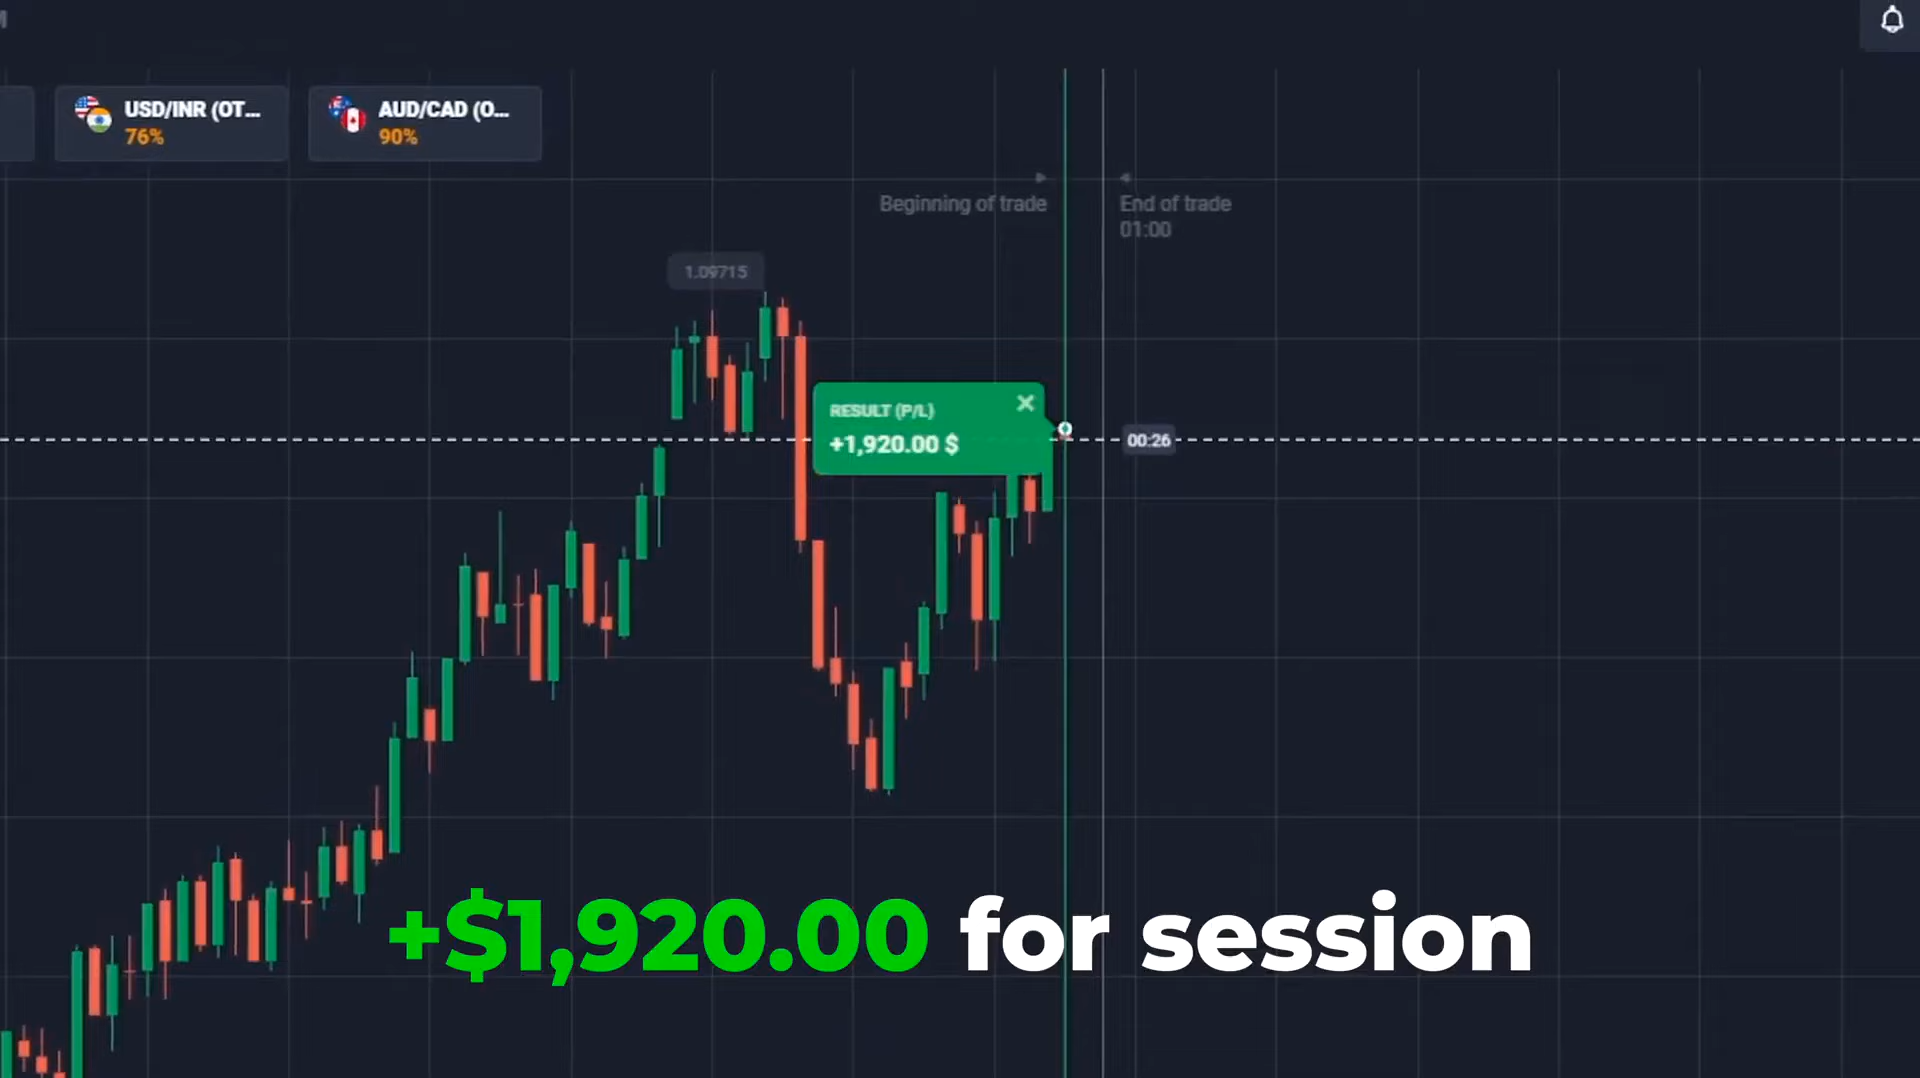 USD/INR (OT...
76%
AUD/CAD (O...
90%
Beginning of trade
End of trade
01:00
1.09715
RESULT (P/L)
+1,920.00 $
00:26
+$1,920.00 for session